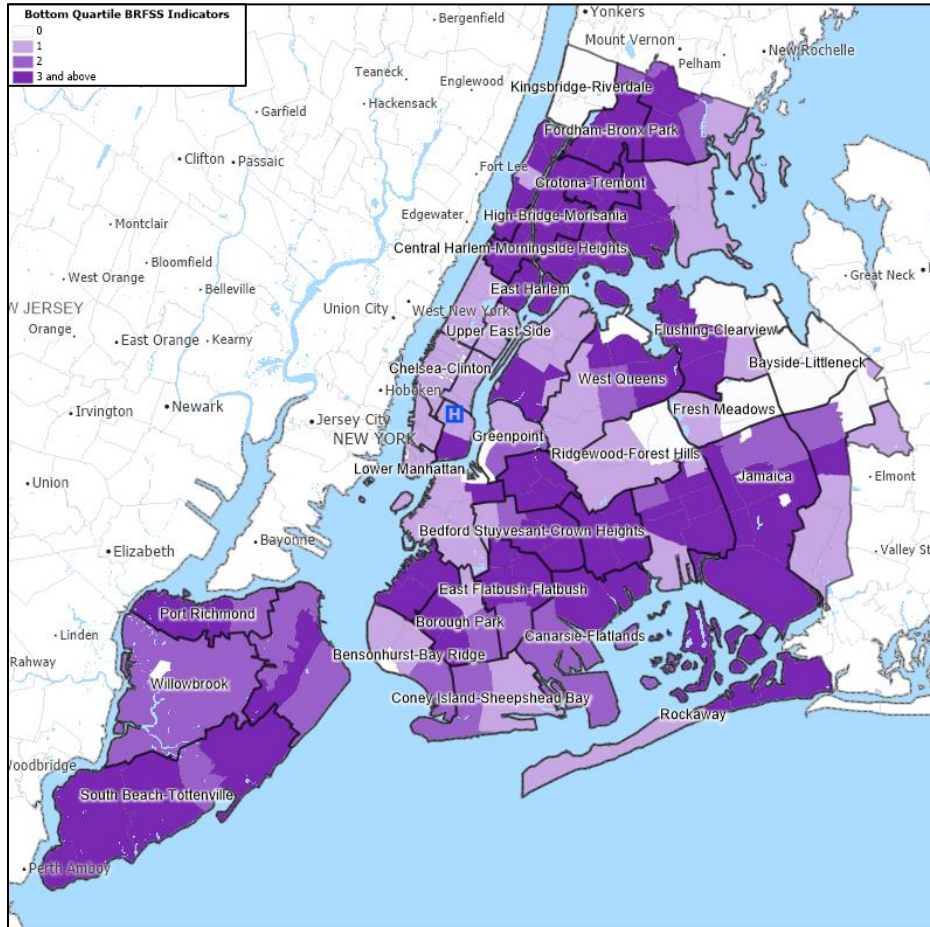 Bottom Quartile BRFSS Indicators
0
1
2
3 and above
Yonkers
Bergenfield
Mount Vernon
New Rochelle
Teaneck
Pelham
Englewood
Kingsbridge-Riverdale
Hackensack
Garfield
Fordham-Bronx Park
Clifton
Passaic
Fort Lee
Crotona-Tremont
Edgewater
High-Bridge-Morisania
Montclair
Central Harlem-Morningside Heights
Bloomfield
West Orange
Great Neck
Belleville
East Harlem
W JERSEY
Union City
West New York
Orange
Upper East Side
Flushing-Clearview
East Orange
Kearny
Bayside-Littleneck
Chelsea-Clinton
West Queens
Hoboken
Irvington
Newark
Fresh Meadows
H
Jersey City
NEW YORK
Greenpoint
Ridgewood-Forest Hills
Lower Manhattan
Jamaica
Elmont
Union
Bedford Stuyvesant-Crown Heights
Bayonne
Elizabeth
Valley St
East Flatbush-Flatbush
Port Richmond
Borough Park
Linden
Canarsie-Flatlands
Bensonhurst-Bay Ridge
Rahway
Willowbrook
Coney Island-Sheepshead Bay
Rockaway
Woodbridge
South Beach-Tottenville
Perth Amboy